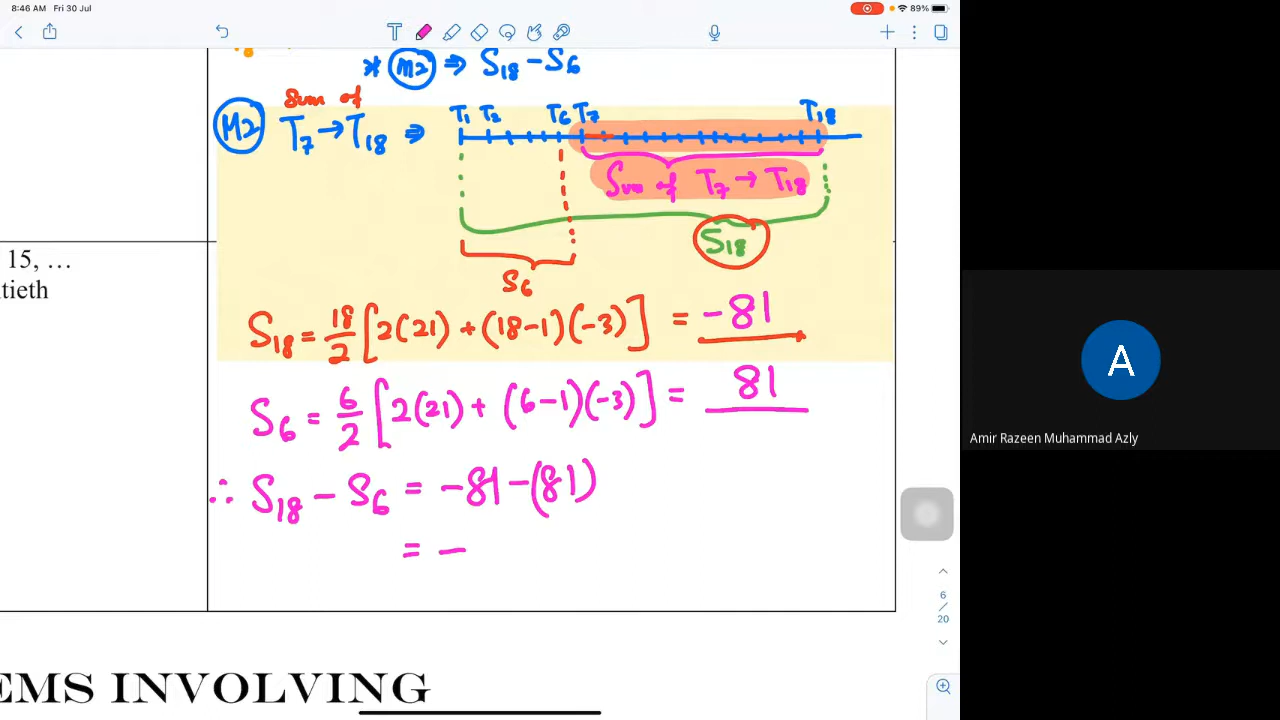 8:46 AM Fri 30 Jul
89%
* M2 ⇒ S18 - S6
Sum of
M2 T7 → T18 ⇒
T1 T2 T6 T7 T18
Sum of T7 → T18
S18
S6
15, …
tieth
S18 = 18/2 [2(21) + (18-1)(-3)] = -81
S6 = 6/2 [2(21) + (6-1)(-3)] = 81
∴ S18 - S6 = -81 - (81)
= -
EMS INVOLVING
6
/
20
A
Amir Razeen Muhammad Azly